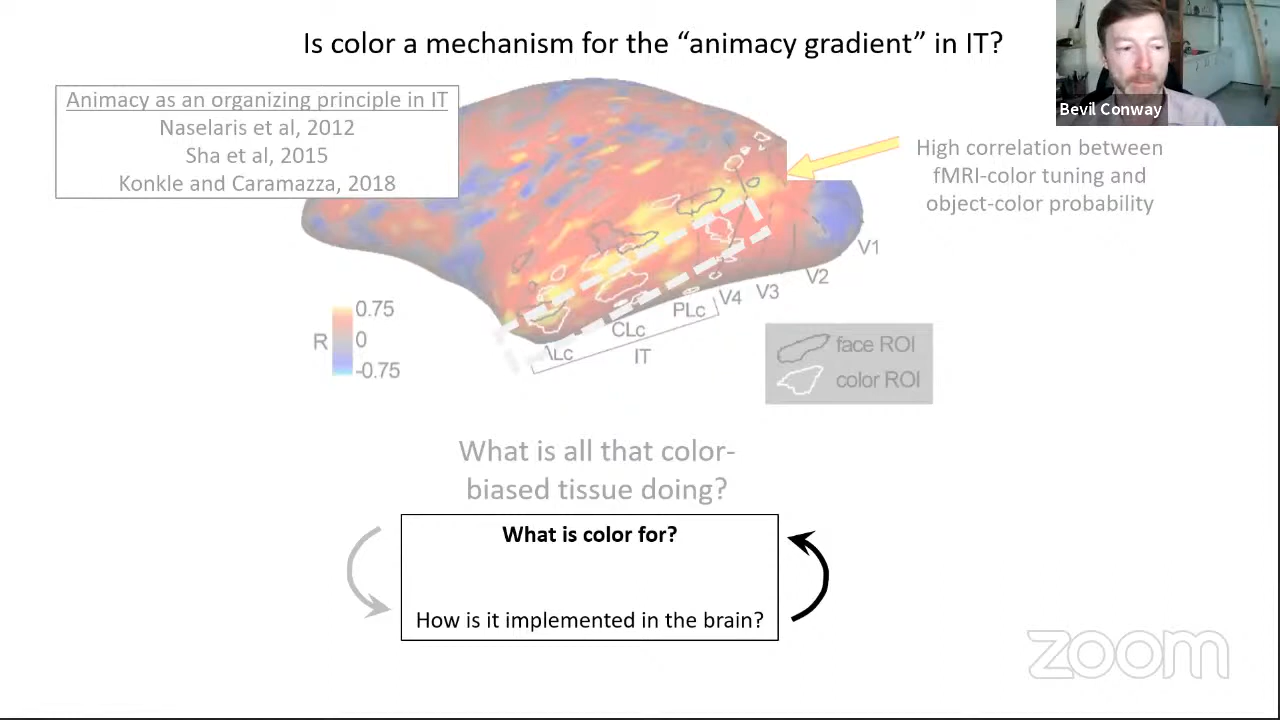 Is color a mechanism for the “animacy gradient” in IT?
Bevil Conway
Animacy as an organizing principle in IT
Naselaris et al, 2012
Sha et al, 2015
Konkle and Caramazza, 2018
High correlation between
fMRI-color tuning and
object-color probability
V1
V2
V3
V4
PLc
CLc
ALc
IT
R
0.75
0
-0.75
face ROI
color ROI
What is all that color-
biased tissue doing?
What is color for?
How is it implemented in the brain?
zoom